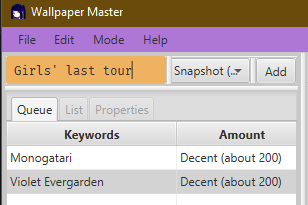 Wallpaper Master
File Edit Mode Help
Girls' last tour Snapshot (... Add
Queue List Properties
Keywords Amount
Monogatari Decent (about 200)
Violet Evergarden Decent (about 200)